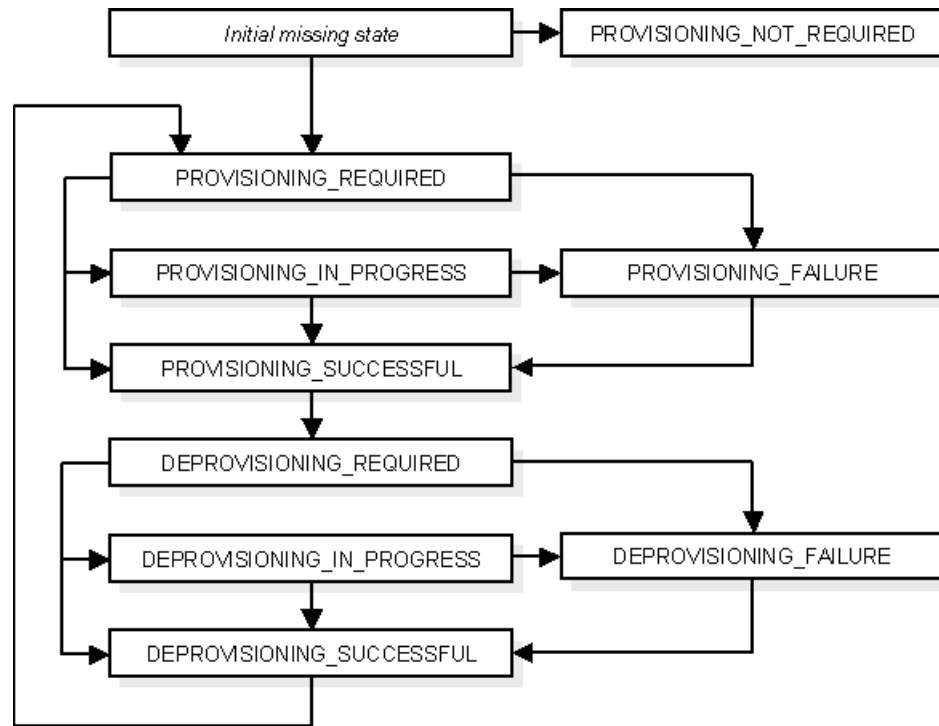 Initial missing state
PROVISIONING_NOT_REQUIRED
PROVISIONING_REQUIRED
PROVISIONING_IN_PROGRESS
PROVISIONING_FAILURE
PROVISIONING_SUCCESSFUL
DEPROVISIONING_REQUIRED
DEPROVISIONING_IN_PROGRESS
DEPROVISIONING_FAILURE
DEPROVISIONING_SUCCESSFUL